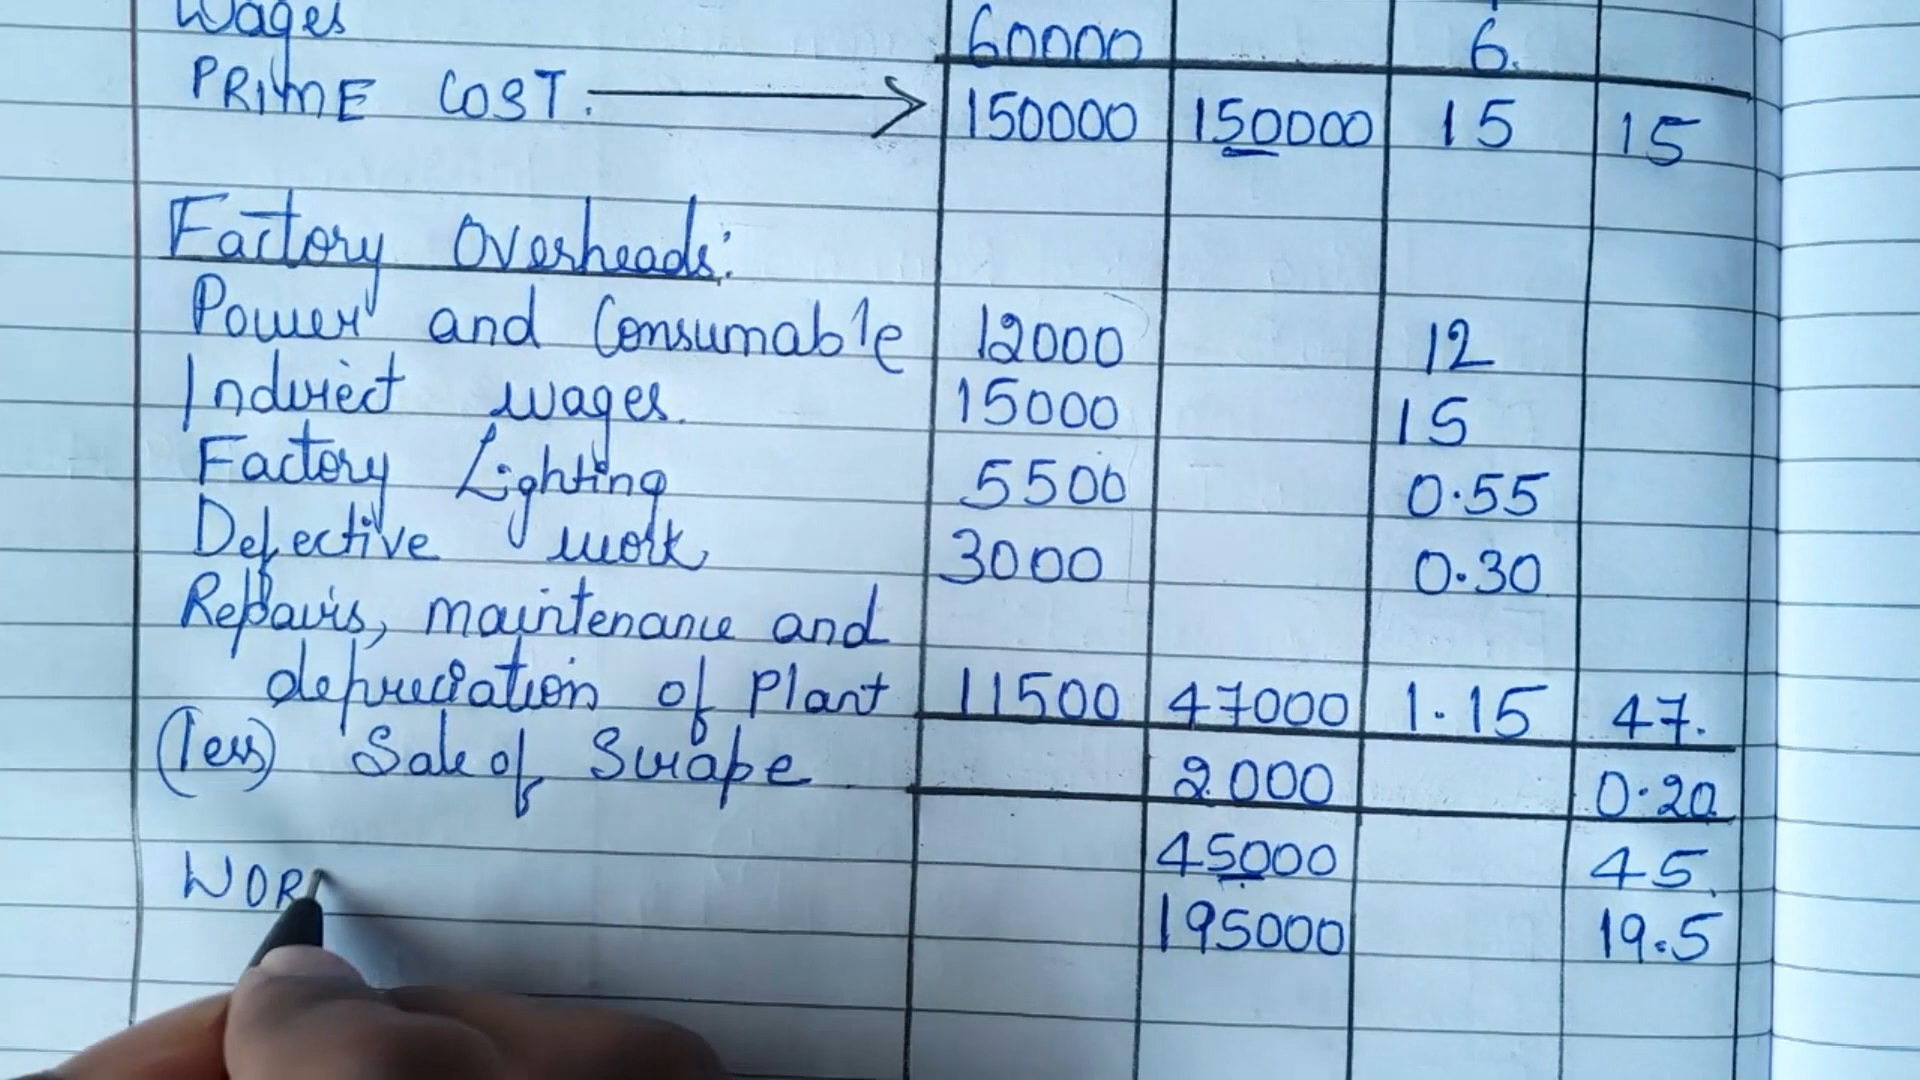 Wages 60000 6.
PRIME COST. 150000 150000 15 15
Factory Overheads:
Power and Consumable 12000 12
Indirect wages. 15000 15
Factory Lighting 5500 0.55
Defective work 3000 0.30
Repairs, maintenance and
depreciation of Plant 11500 47000 1.15 47.
(less) Sale of Scrape 2000 0.20
45000 45.
WOR 195000 19.5